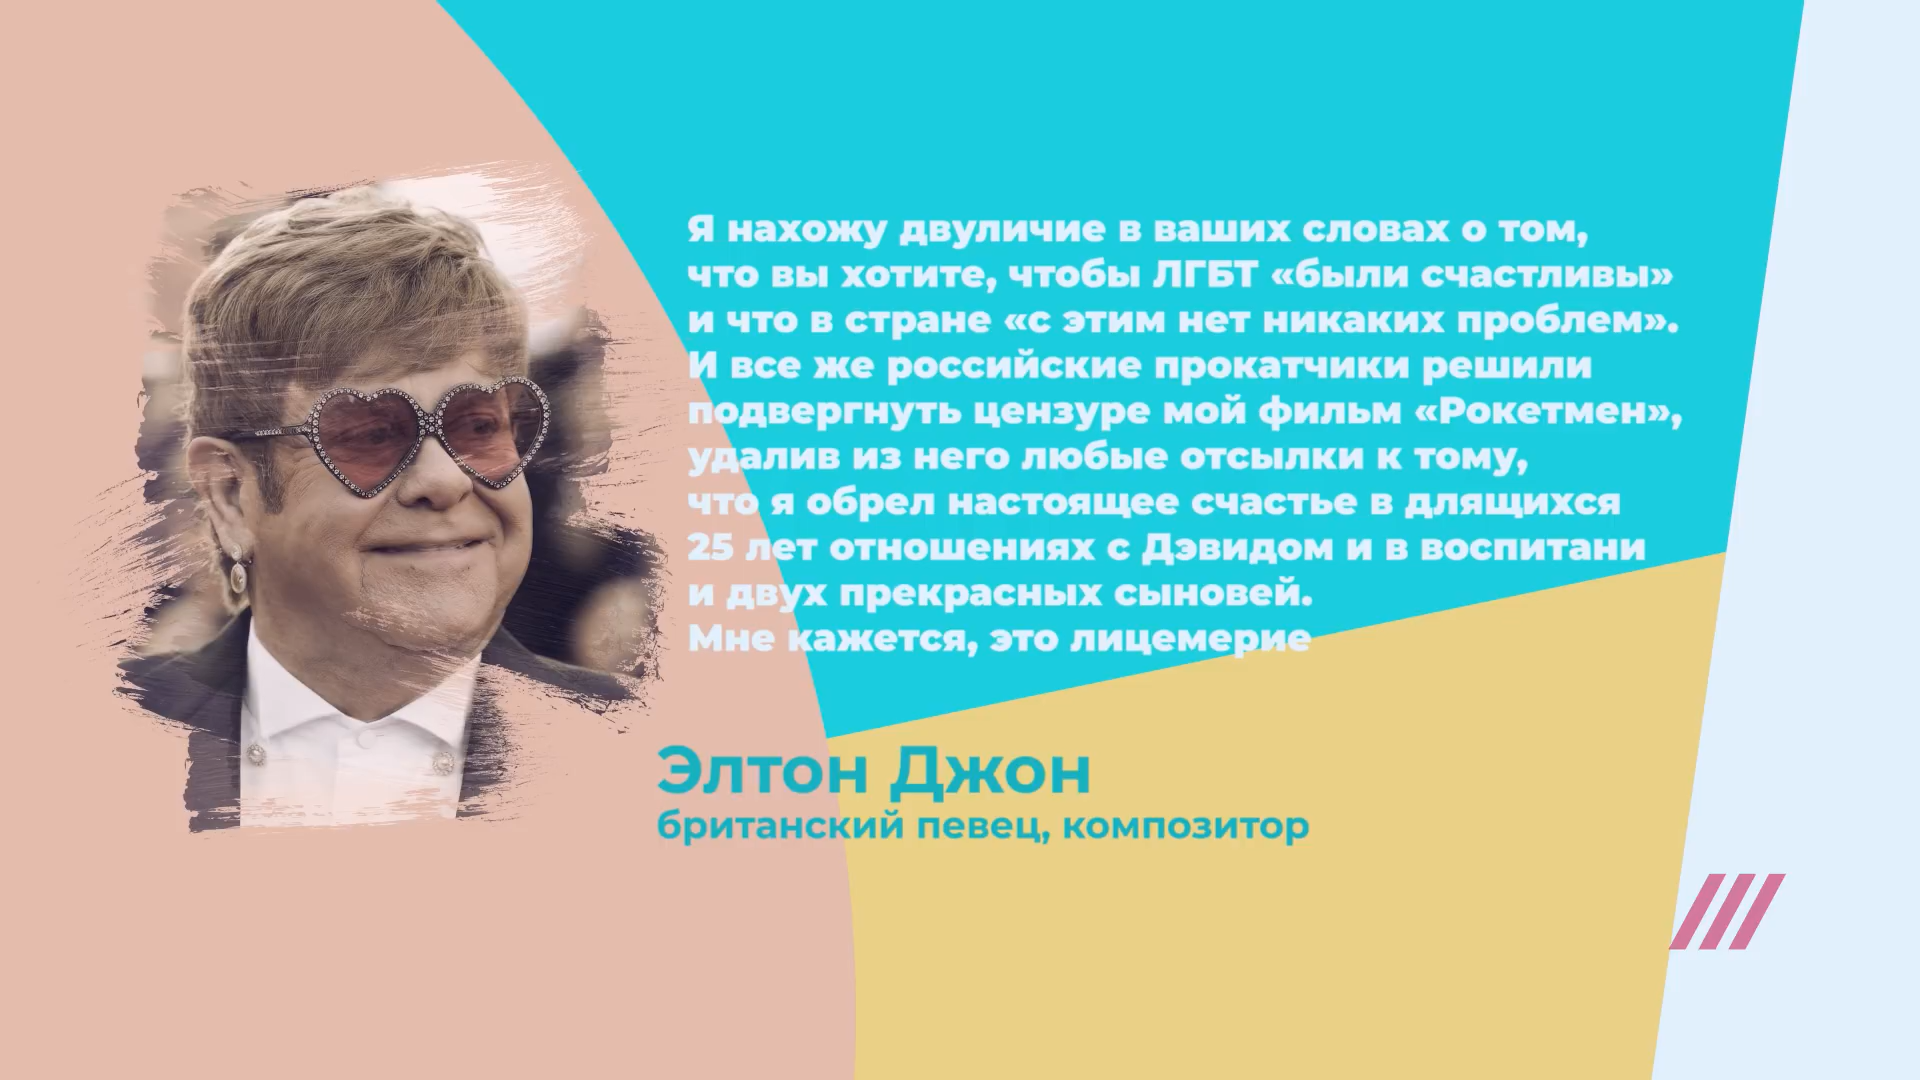 Я нахожу двуличие в ваших словах о том,
что вы хотите, чтобы ЛГБТ «были счастливы»
и что в стране «с этим нет никаких проблем».
И все же российские прокатчики решили
подвергнуть цензуре мой фильм «Рокетмен»,
удалив из него любые отсылки к тому,
что я обрел настоящее счастье в длящихся
25 лет отношениях с Дэвидом и в воспитани
и двух прекрасных сыновей.
Мне кажется, это лицемерие
Элтон Джон
британский певец, композитор